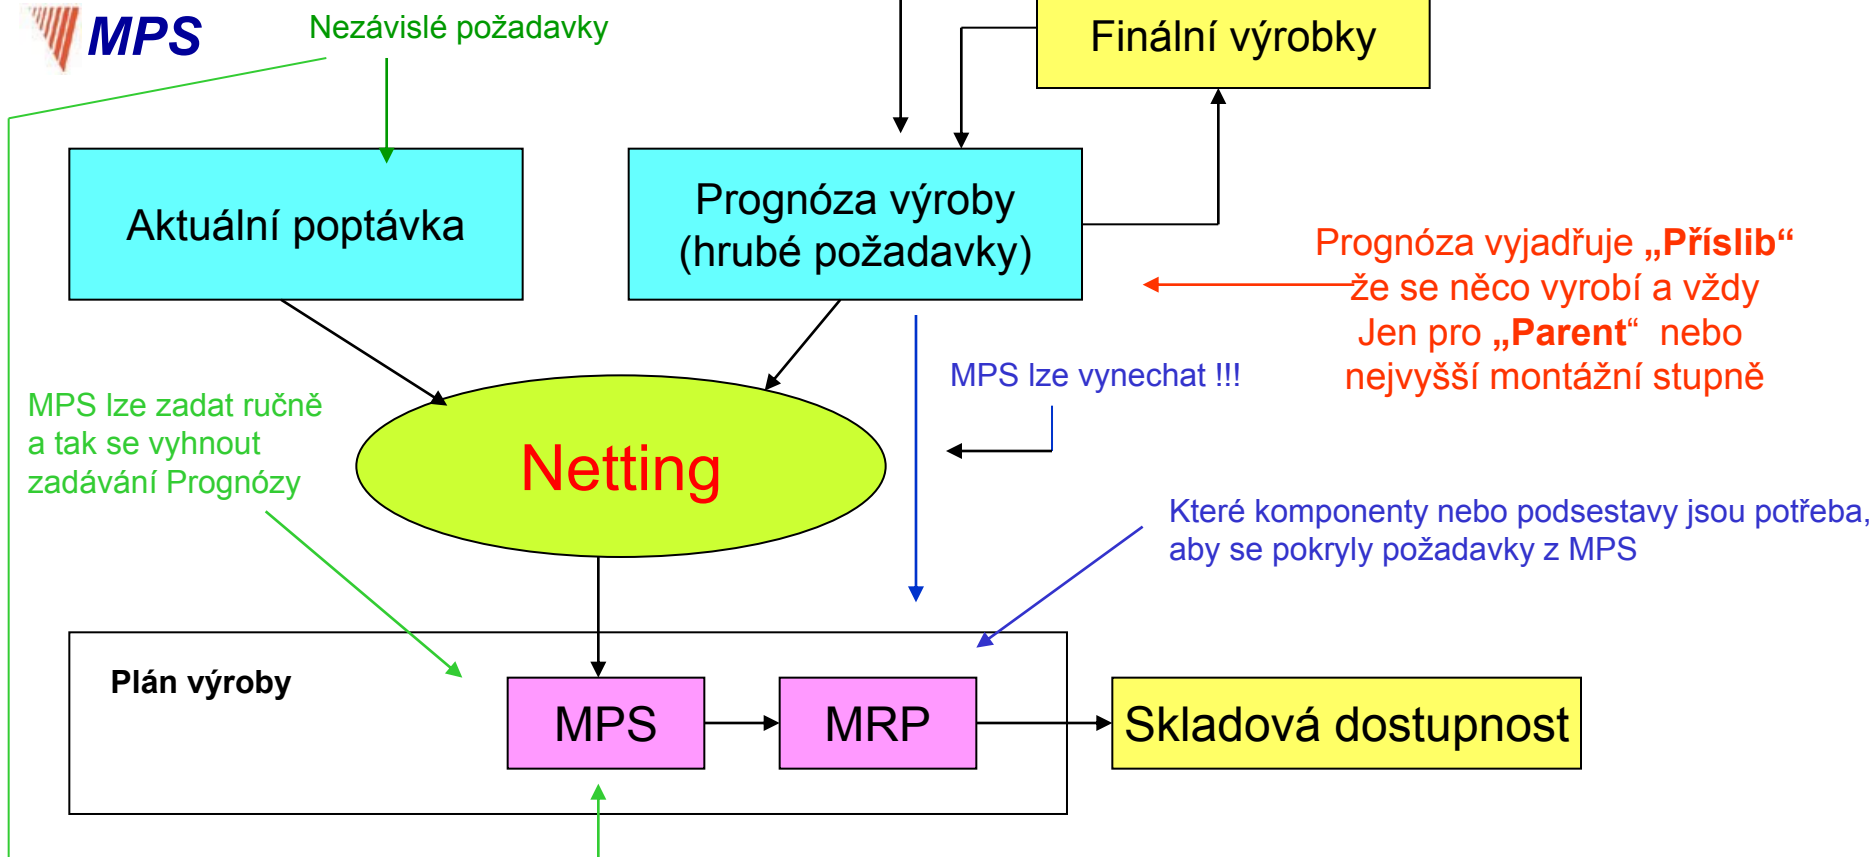 MPS
Nezávislé požadavky
Finální výrobky
Aktuální poptávka
Prognóza výroby
(hrubé požadavky)
Prognóza vyjadřuje „Příslib“
že se něco vyrobí a vždy
Jen pro „Parent“ nebo
nejvyšší montážní stupně
MPS lze vynechat !!!
MPS lze zadat ručně
a tak se vyhnout
zadávání Prognózy
Netting
Které komponenty nebo podsestavy jsou potřeba,
aby se pokryly požadavky z MPS
Plán výroby
MPS
MRP
Skladová dostupnost